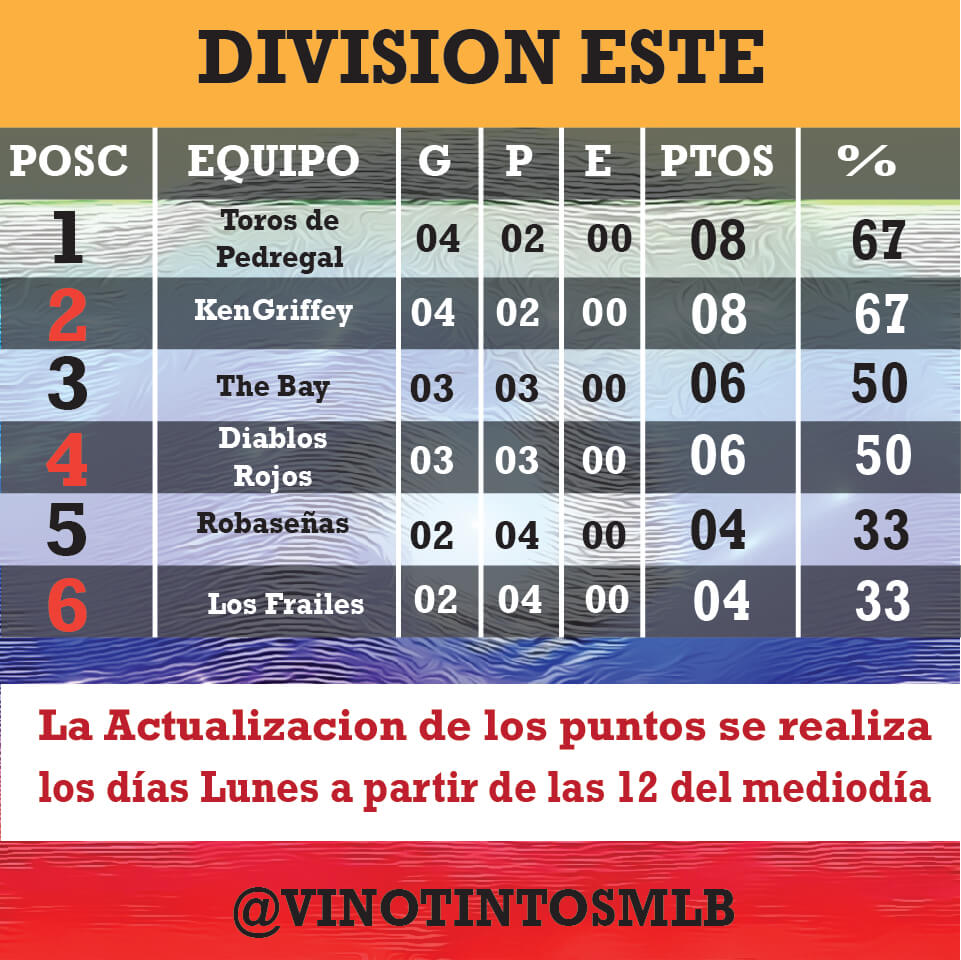 DIVISION ESTE
POSC EQUIPO G P E PTOS %
1 Toros de Pedregal 04 02 00 08 67
2 KenGriffey 04 02 00 08 67
3 The Bay 03 03 00 06 50
4 Diablos Rojos 03 03 00 06 50
5 Robaseñas 02 04 00 04 33
6 Los Frailes 02 04 00 04 33
La Actualizacion de los puntos se realiza
los días Lunes a partir de las 12 del mediodía
@VINOTINTOSMLB